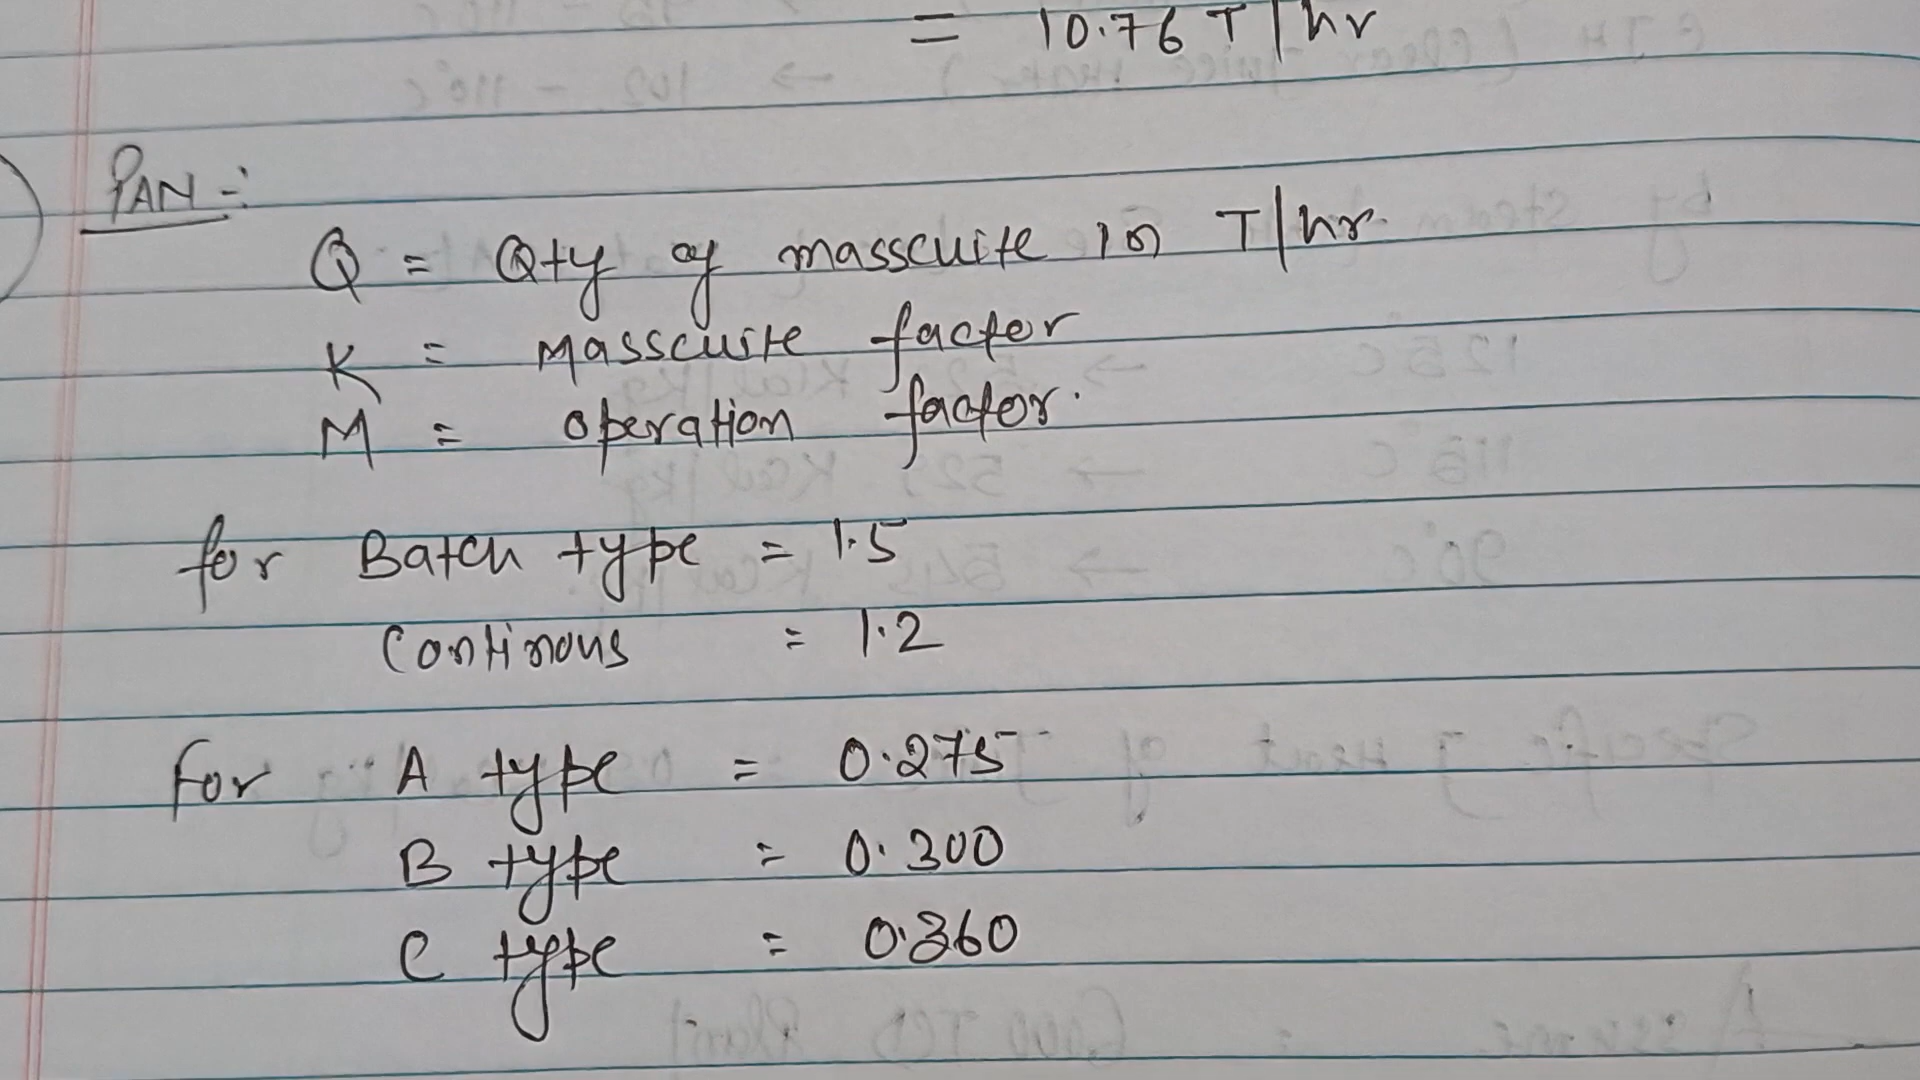 = 10.76 T/hr
PAN :-
Q = Qty of masscuite in T/hr.
K = Masscuite factor
M = operation factor.
for Batch type = 1.5
Continous = 1.2
For A type = 0.275
B type = 0.300
C type = 0.360